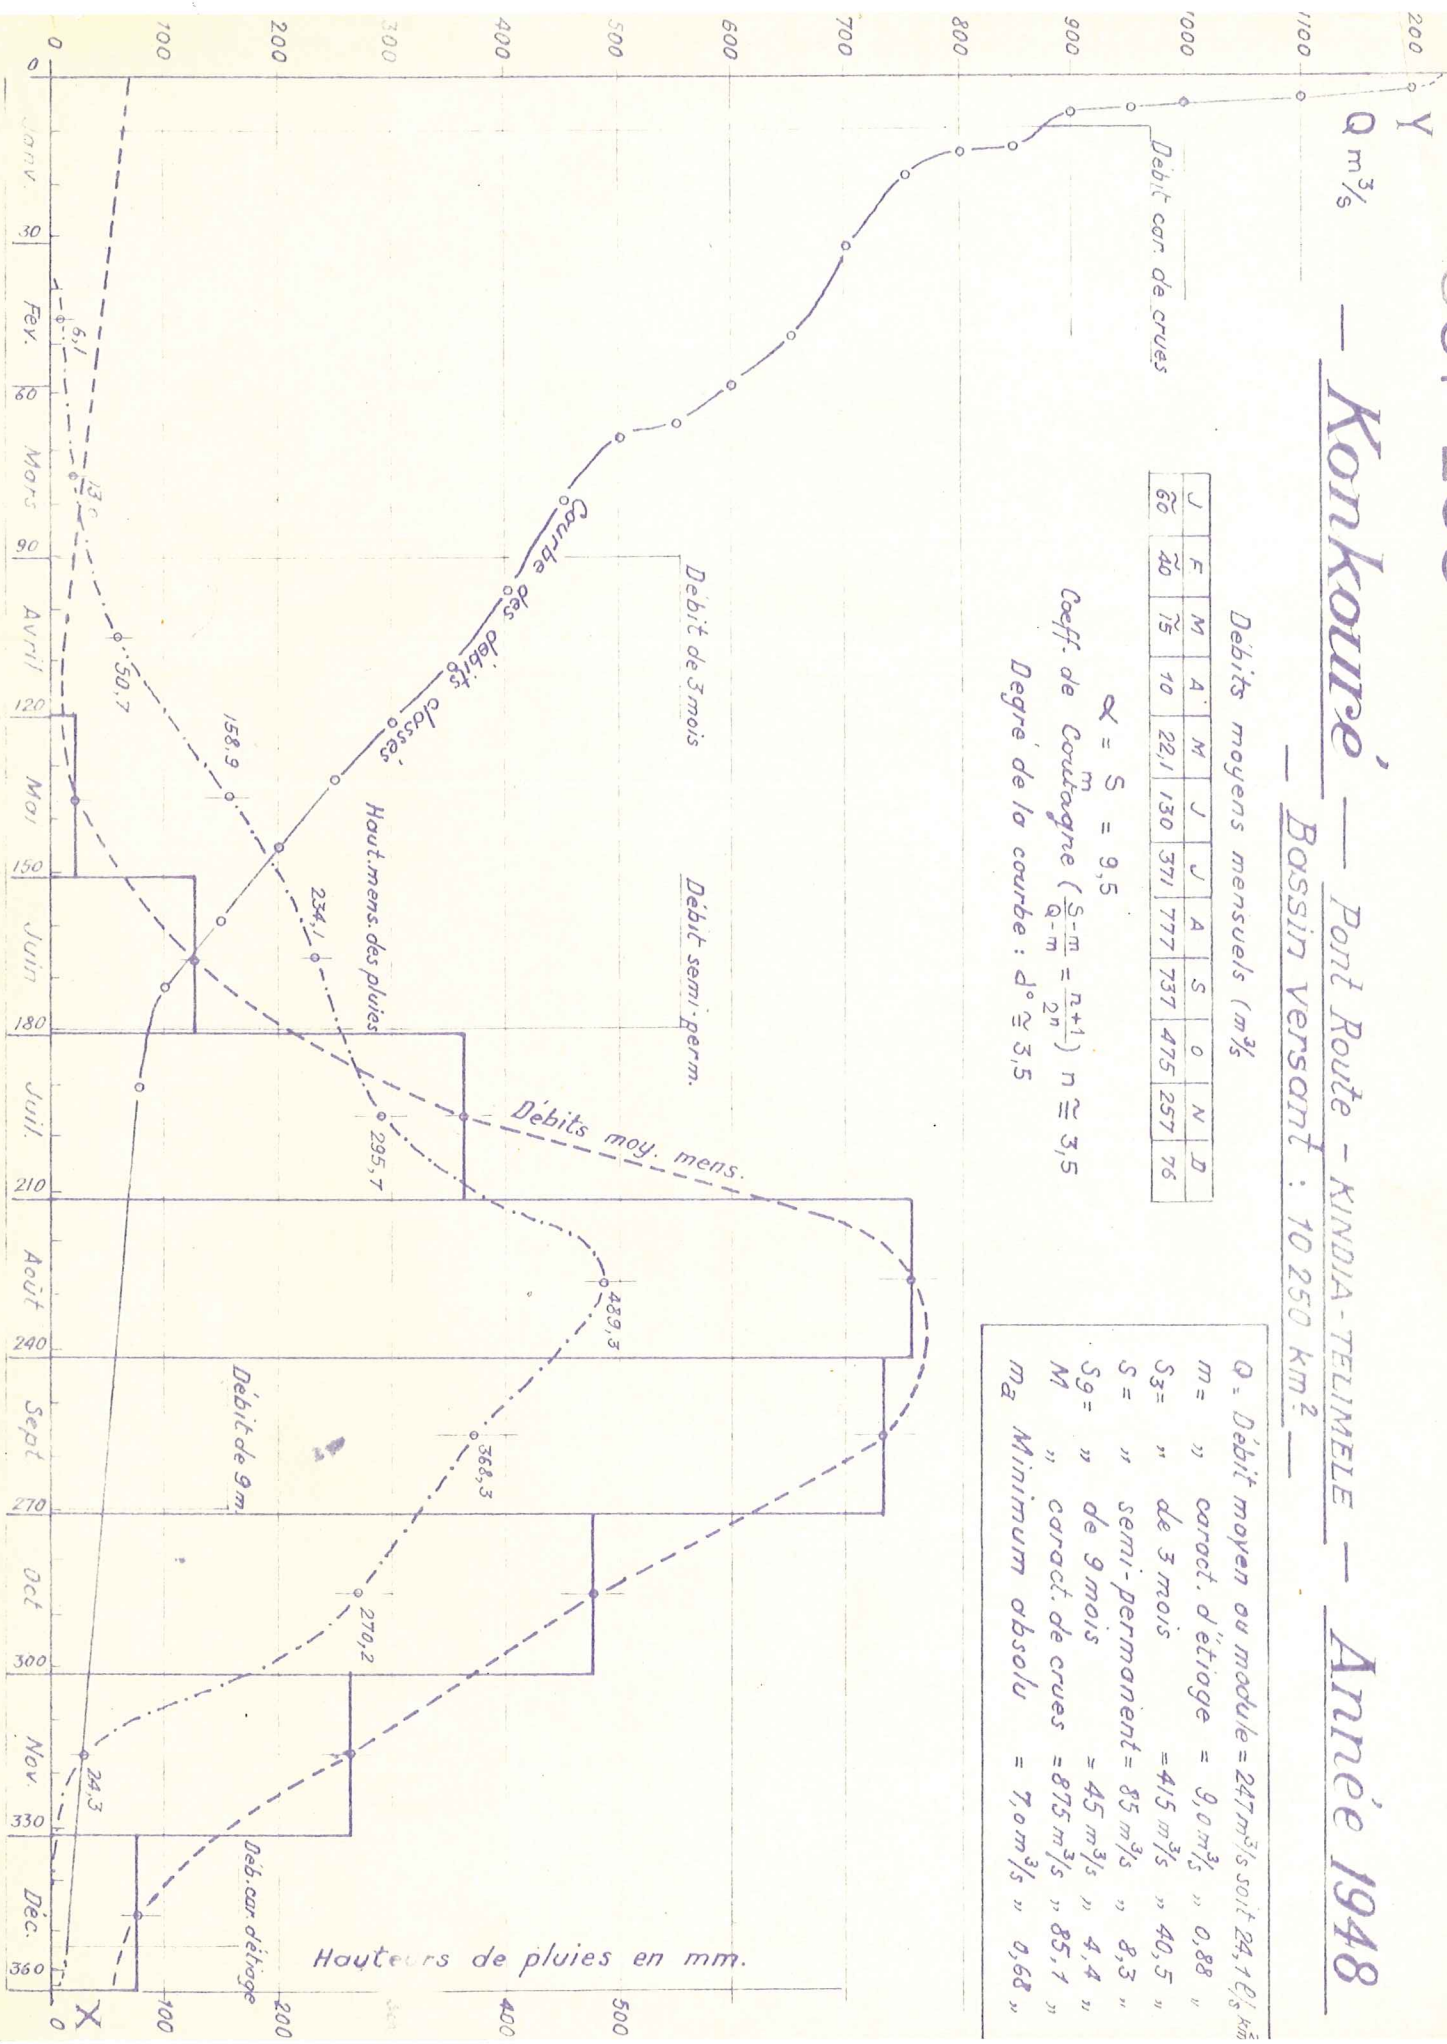 — Konkouré — Pont Route - KINDIA-TELIMELE — Année 1948
— Bassin versant : 10 250 km² —
Y
Q m³/s
Débits moyens mensuels (m³/s
J F M A M J J A S O N D
6̃0 4̃0 1̃5 10 22,1 130 371 777 737 475 257 76
α = S/m = 9,5
Coeff. de Coutagne ( S-m/Q-m = n+1/2ⁿ ) n ≅ 3,5
Degré de la courbe : d° ≅ 3,5
Q = Débit moyen ou module = 247 m³/s soit 24,1 l/s km²
m = " caract. d'étiage = 9,0 m³/s " 0,88 "
S3 = " de 3 mois = 415 m³/s " 40,5 "
S = " semi-permanent = 85 m³/s " 8,3 "
S9 = " de 9 mois = 45 m³/s " 4,4 "
M " caract. de crues = 875 m³/s " 85,1 "
ma Minimum absolu = 7,0 m³/s " 0,68 "
Débit car. de crues
Débit de 3 mois
Débit semi-perm.
Débit de 9 m.
Déb. car. détiage
Courbe des débits classés
Haut. mens. des pluies
Débits moy. mens.
Hauteurs de pluies en mm.
6,1
50,7
158,9
234,1
295,7
489,3
368,3
270,2
24,3
200
1100
1000
900
800
700
600
500
400
300
200
100
0
500
400
200
100
0
X
0 30 60 90 120 150 180 210 240 270 300 330 360
Janv. Fev. Mars Avril Mai Juin Juil. Août Sept Oct Nov. Déc.